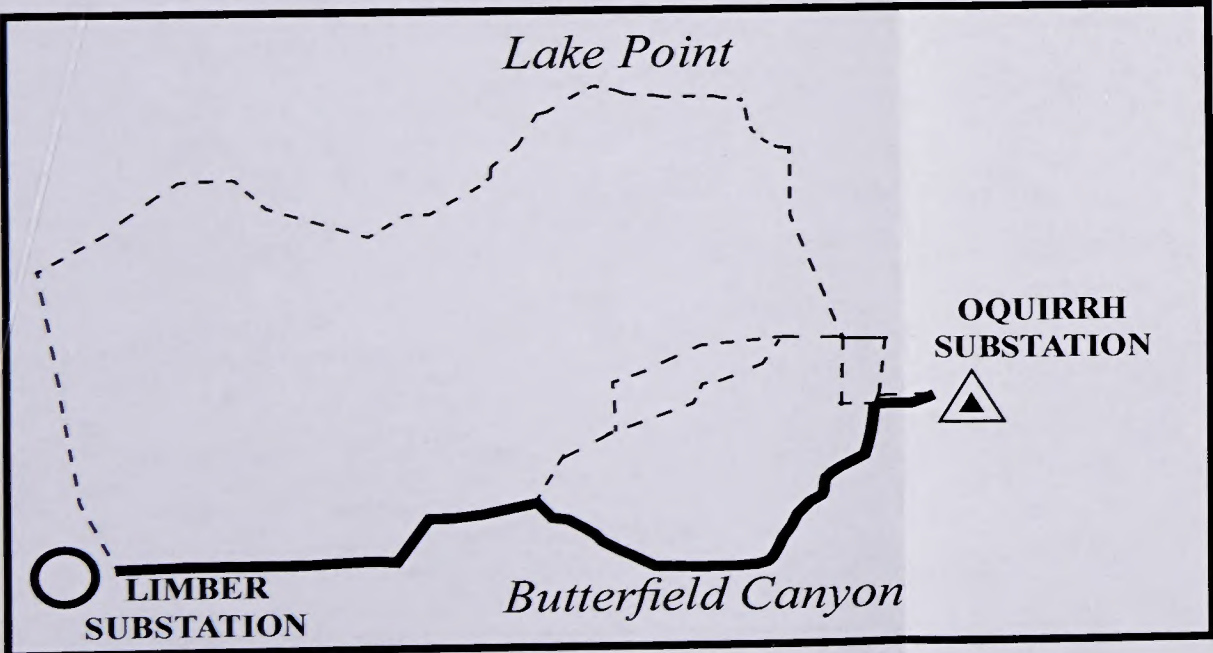 Lake Point
OQUIRRH
SUBSTATION
LIMBER
SUBSTATION
Butterfield Canyon